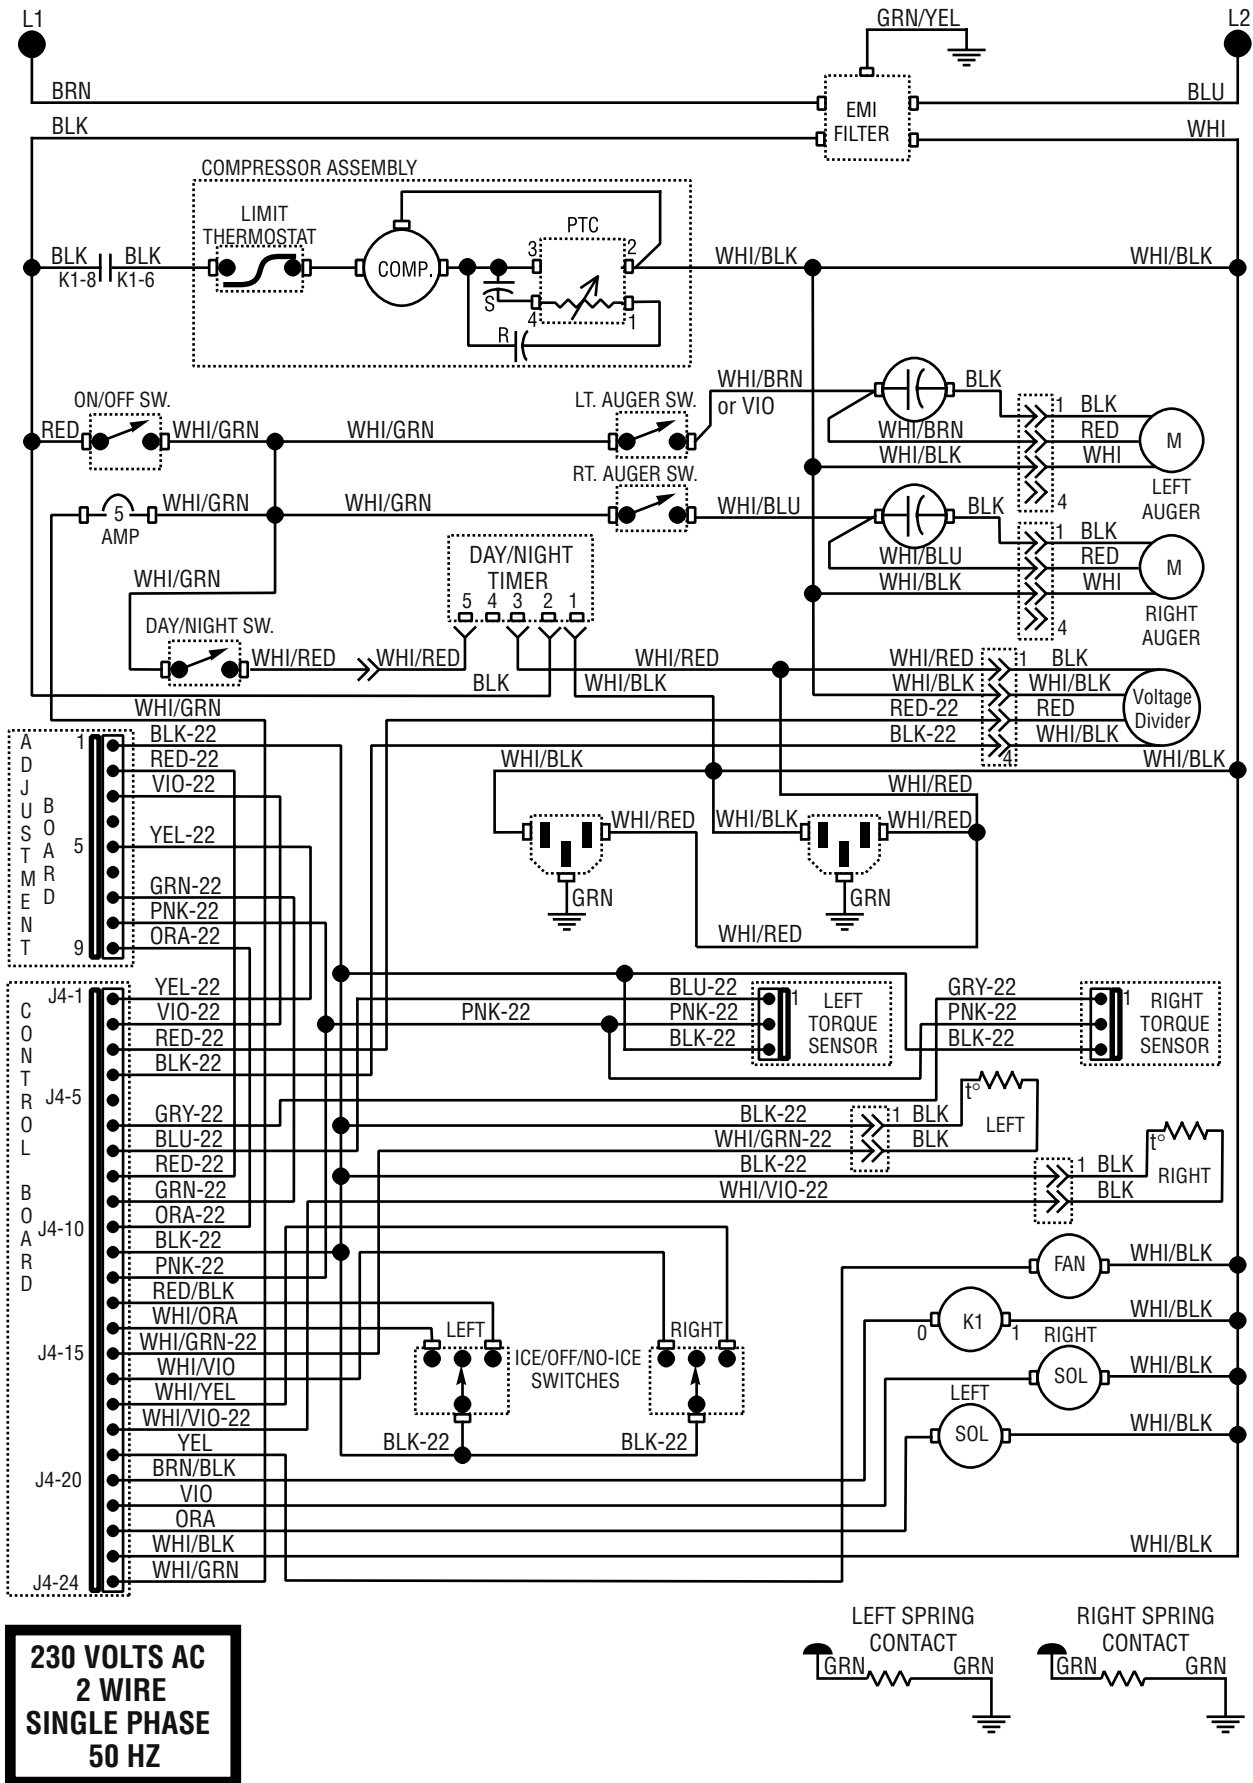 L1
GRN/YEL
L2
BRN
EMI
FILTER
BLU
BLK
WHI
COMPRESSOR ASSEMBLY
LIMIT
THERMOSTAT
PTC
BLK
BLK
K1-8
K1-6
COMP.
3
2
WHI/BLK
WHI/BLK
S
4
1
R
ON/OFF SW.
LT. AUGER SW.
WHI/BRN
or VIO
BLK
1
BLK
RED
WHI/GRN
WHI/GRN
WHI/BRN
RED
M
WHI/BLK
WHI
RT. AUGER SW.
LEFT
AUGER
4
5
AMP
WHI/GRN
WHI/GRN
WHI/BLU
BLK
1
BLK
DAY/NIGHT
TIMER
5 4 3 2 1
WHI/BLU
RED
M
WHI/GRN
WHI/BLK
WHI
RIGHT
AUGER
4
DAY/NIGHT SW.
WHI/RED
WHI/RED
WHI/RED
WHI/RED
1
BLK
BLK
WHI/BLK
WHI/BLK
WHI/BLK
Voltage
Divider
WHI/GRN
RED-22
RED
BLK-22
WHI/BLK
4
ADJUSTMENT
BOARD
1
BLK-22
RED-22
VIO-22
5
YEL-22
GRN-22
PNK-22
9
ORA-22
WHI/BLK
WHI/BLK
WHI/RED
WHI/RED
WHI/BLK
WHI/RED
GRN
GRN
WHI/RED
CONTROL BOARD
J4-1
YEL-22
VIO-22
RED-22
BLK-22
J4-5
GRY-22
BLU-22
RED-22
GRN-22
J4-10
ORA-22
BLK-22
PNK-22
RED/BLK
WHI/ORA
J4-15
WHI/GRN-22
WHI/VIO
WHI/YEL
WHI/VIO-22
YEL
J4-20
BRN/BLK
VIO
ORA
WHI/BLK
J4-24
WHI/GRN
BLU-22
1
PNK-22
PNK-22
BLK-22
LEFT
TORQUE
SENSOR
GRY-22
1
PNK-22
BLK-22
RIGHT
TORQUE
SENSOR
BLK-22
1
BLK
t°
LEFT
WHI/GRN-22
BLK
BLK-22
1
BLK
t°
RIGHT
WHI/VIO-22
BLK
FAN
WHI/BLK
0
K1
1
WHI/BLK
LEFT
RIGHT
ICE/OFF/NO-ICE
SWITCHES
BLK-22
BLK-22
RIGHT
SOL
WHI/BLK
LEFT
SOL
WHI/BLK
WHI/BLK
LEFT SPRING
CONTACT
GRN
GRN
RIGHT SPRING
CONTACT
GRN
GRN
230 VOLTS AC
2 WIRE
SINGLE PHASE
50 HZ